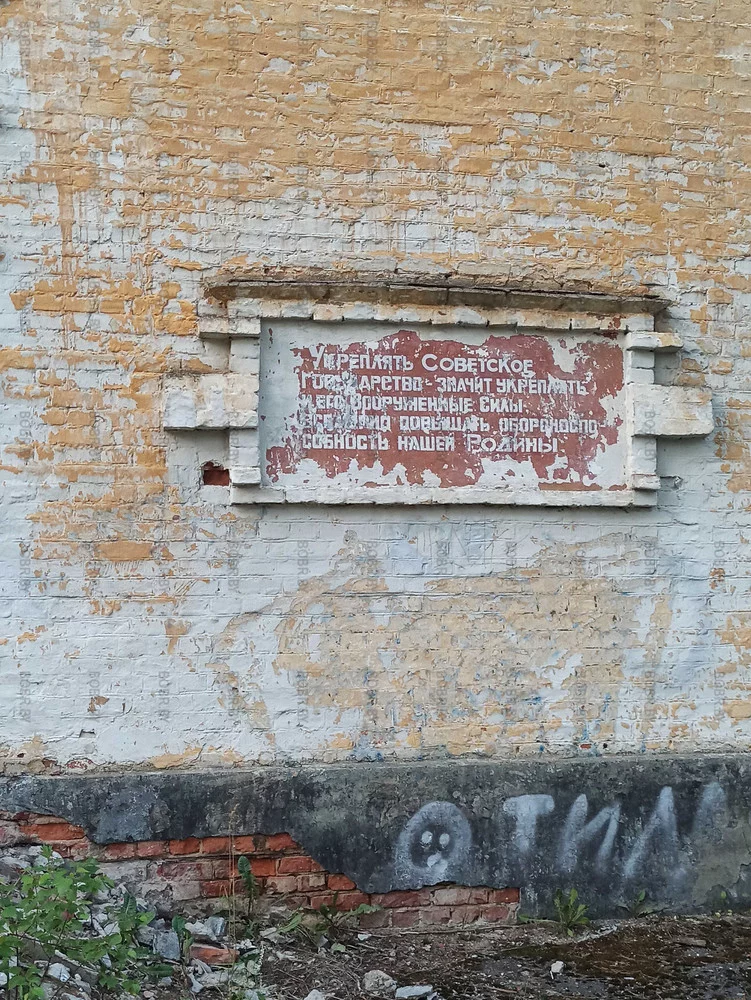 Укреплять Советское
государство - значит укреплять
и его вооруженные силы,
повышать обороноспо
собность нашей Родины